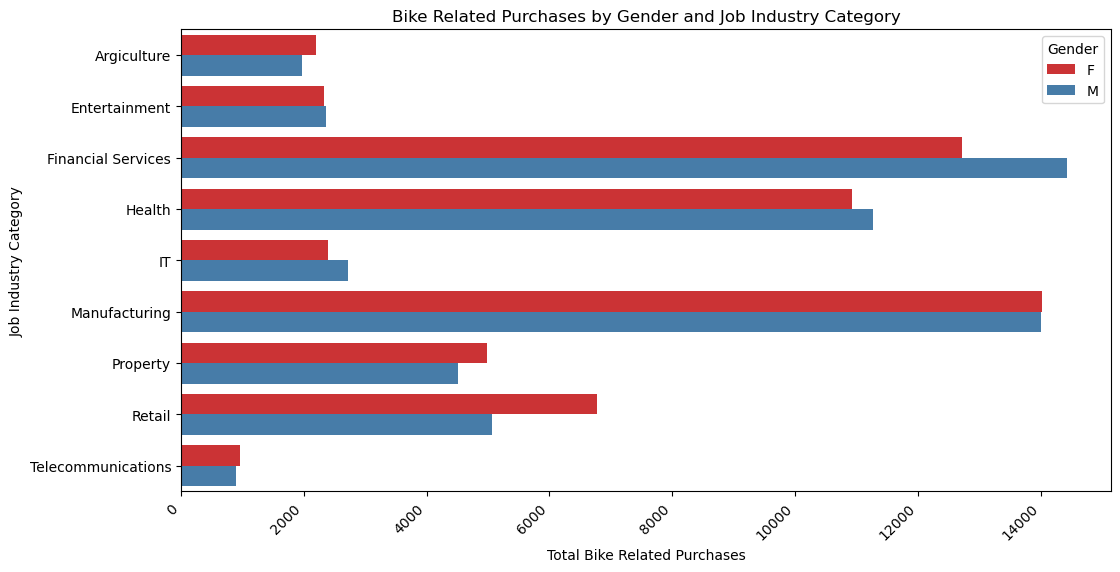 Bike Related Purchases by Gender and Job Industry Category
Gender
F
M
Job Industry Category
Argiculture
Entertainment
Financial Services
Health
IT
Manufacturing
Property
Retail
Telecommunications
0
2000
4000
6000
8000
10000
12000
14000
Total Bike Related Purchases